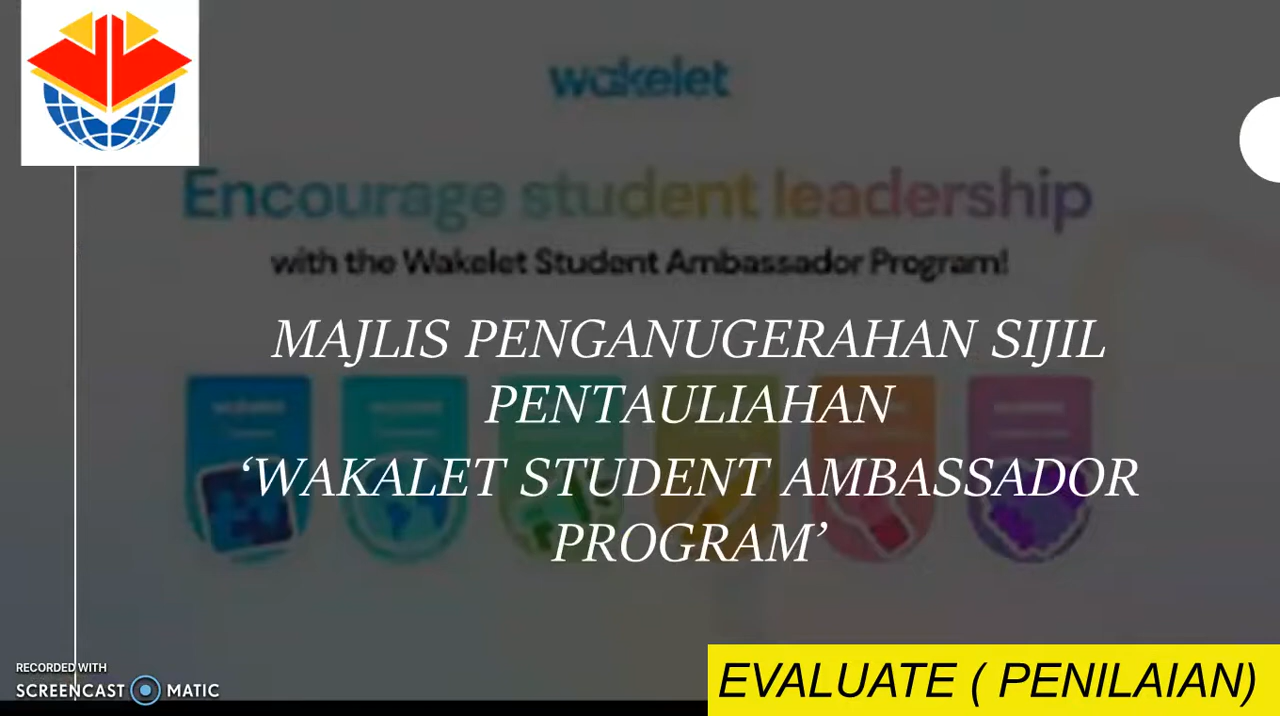 wakelet
Encourage student leadership
with the Wakelet Student Ambassador Program!
MAJLIS PENGANUGERAHAN SIJIL
PENTAULIAHAN
‘WAKALET STUDENT AMBASSADOR
PROGRAM’
RECORDED WITH
SCREENCAST MATIC
EVALUATE ( PENILAIAN)